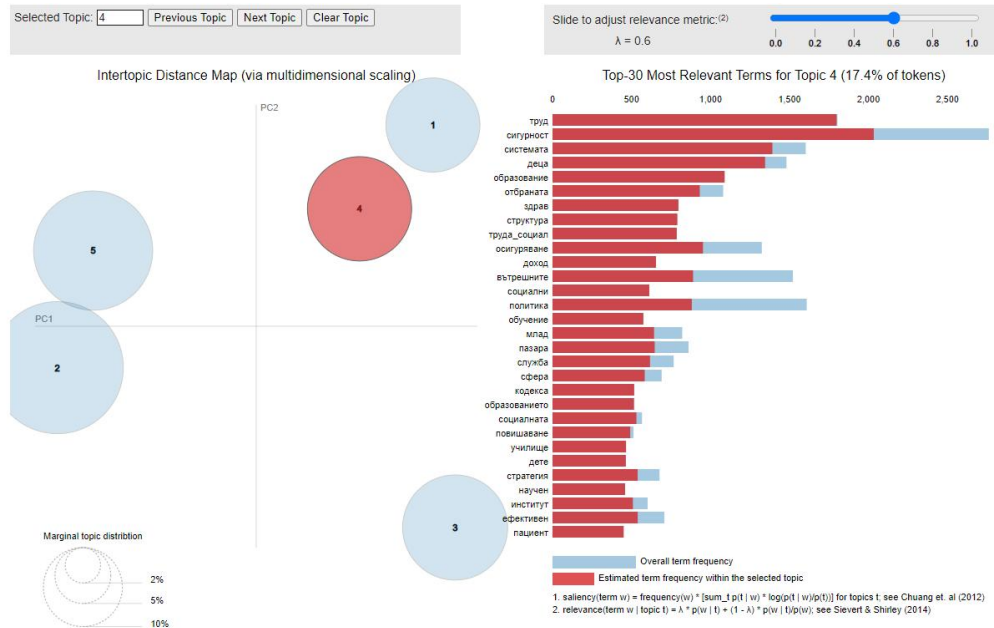 Selected Topic: 4 Previous Topic Next Topic Clear Topic
Slide to adjust relevance metric:(2)
λ = 0.6
0.0 0.2 0.4 0.6 0.8 1.0
Intertopic Distance Map (via multidimensional scaling)
PC2
PC1
1
4
5
2
3
Marginal topic distribtion
2%
5%
10%
Top-30 Most Relevant Terms for Topic 4 (17.4% of tokens)
0 500 1,000 1,500 2,000 2,500
труд
сигурност
системата
деца
образование
отбраната
здрав
структура
труда_социал
осигуряване
доход
вътрешните
социални
политика
обучение
млад
пазара
служба
сфера
кодекса
образованието
социалната
повишаване
училище
дете
стратегия
научен
институт
ефективен
пациент
Overall term frequency
Estimated term frequency within the selected topic
1. saliency(term w) = frequency(w) * [sum_t p(t | w) * log(p(t | w)/p(t))] for topics t; see Chuang et. al (2012)
2. relevance(term w | topic t) = λ * p(w | t) + (1 - λ) * p(w | t)/p(w); see Sievert & Shirley (2014)